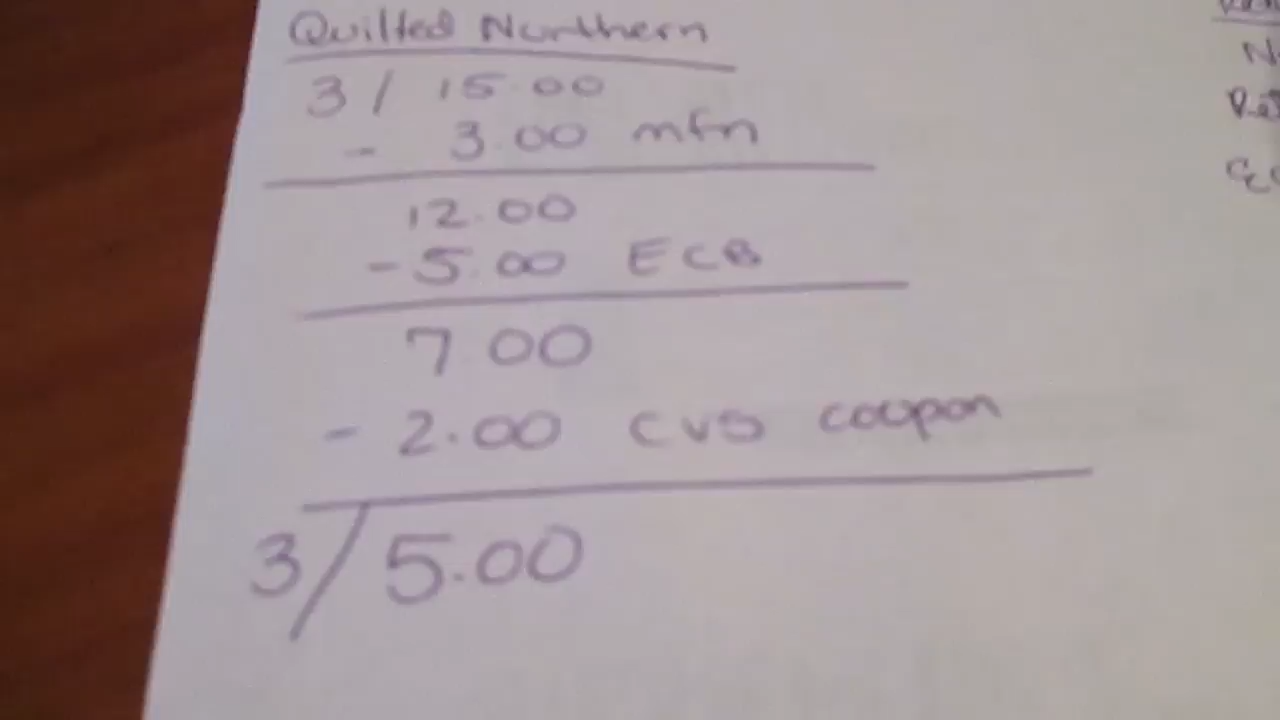 Quilted Northern
3 / 15.00
- 3.00 mfn
12.00
- 5.00 ECB
7.00
- 2.00 CVS coupon
3 / 5.00